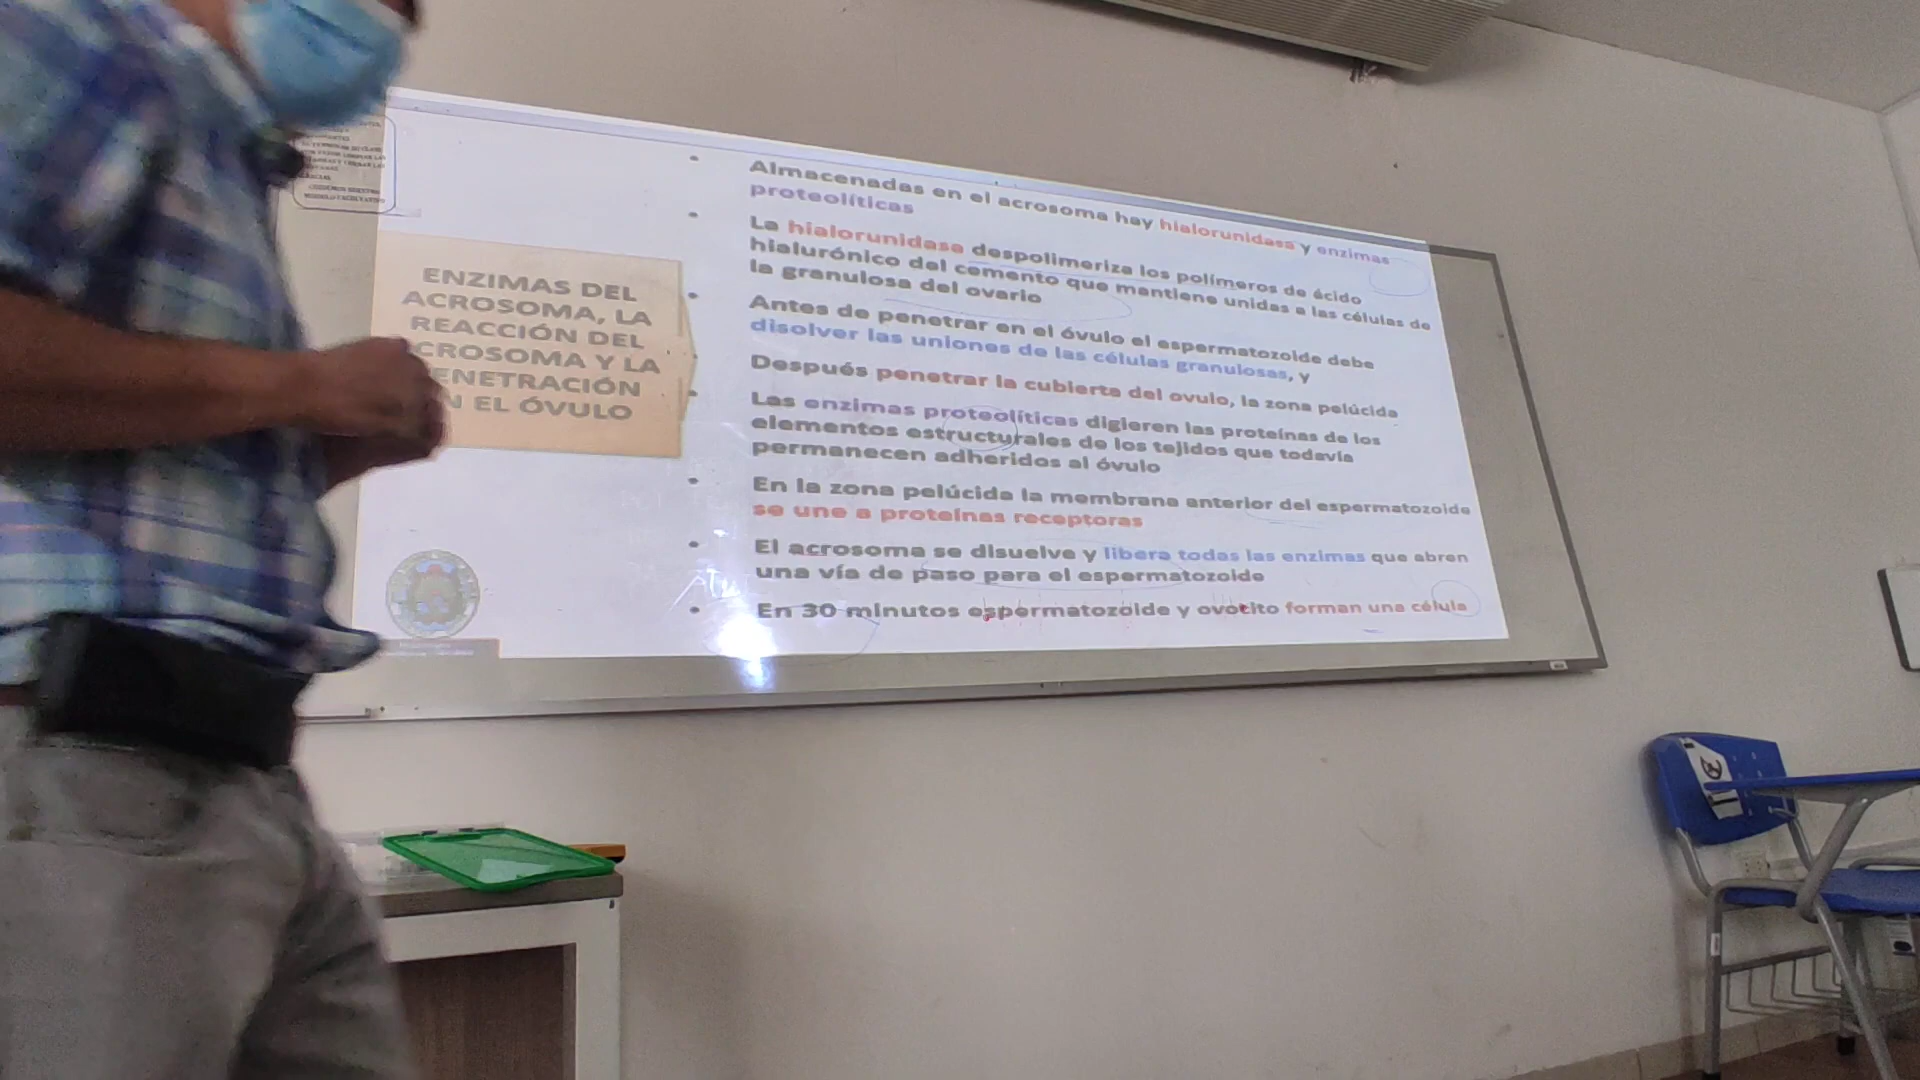 ENZIMAS DEL
ACROSOMA, LA
REACCIÓN DEL
CROSOMA Y LA
ENETRACIÓN
N EL ÓVULO
• Almacenadas en el acrosoma hay hialorunidasa y enzimas
proteolíticas
• La hialorunidasa despolimeriza los polímeros de ácido
hialurónico del cemento que mantiene unidas a las células de
la granulosa del ovario
• Antes de penetrar en el óvulo el espermatozoide debe
disolver las uniones de las células granulosas, y
Después penetrar la cubierta del ovulo, la zona pelúcida
• Las enzimas proteolíticas digieren las proteínas de los
elementos estructurales de los tejidos que todavía
permanecen adheridos al óvulo
• En la zona pelúcida la membrana anterior del espermatozoide
se une a proteínas receptoras
• El acrosoma se disuelve y libera todas las enzimas que abren
una vía de paso para el espermatozoide
• En 30 minutos espermatozoide y ovocito forman una célula